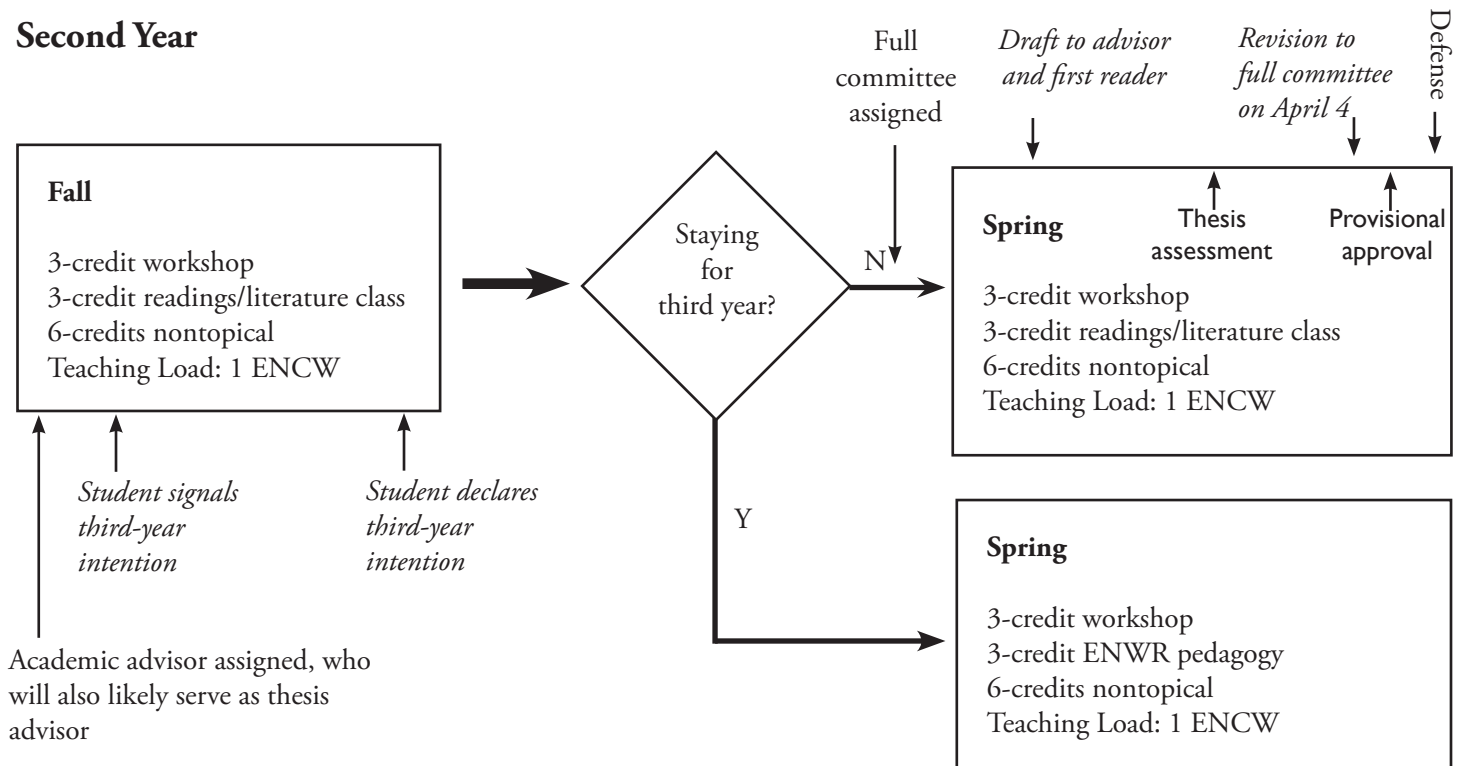 Second Year
Fall
3-credit workshop
3-credit readings/literature class
6-credits nontopical
Teaching Load: 1 ENCW
Student signals
third-year
intention
Student declares
third-year
intention
Academic advisor assigned, who
will also likely serve as thesis
advisor
Staying
for
third year?
N
Y
Full
committee
assigned
Draft to advisor
and first reader
Revision to
full committee
on April 4
Defense
Spring
Thesis
assessment
Provisional
approval
3-credit workshop
3-credit readings/literature class
6-credits nontopical
Teaching Load: 1 ENCW
Spring
3-credit workshop
3-credit ENWR pedagogy
6-credits nontopical
Teaching Load: 1 ENCW